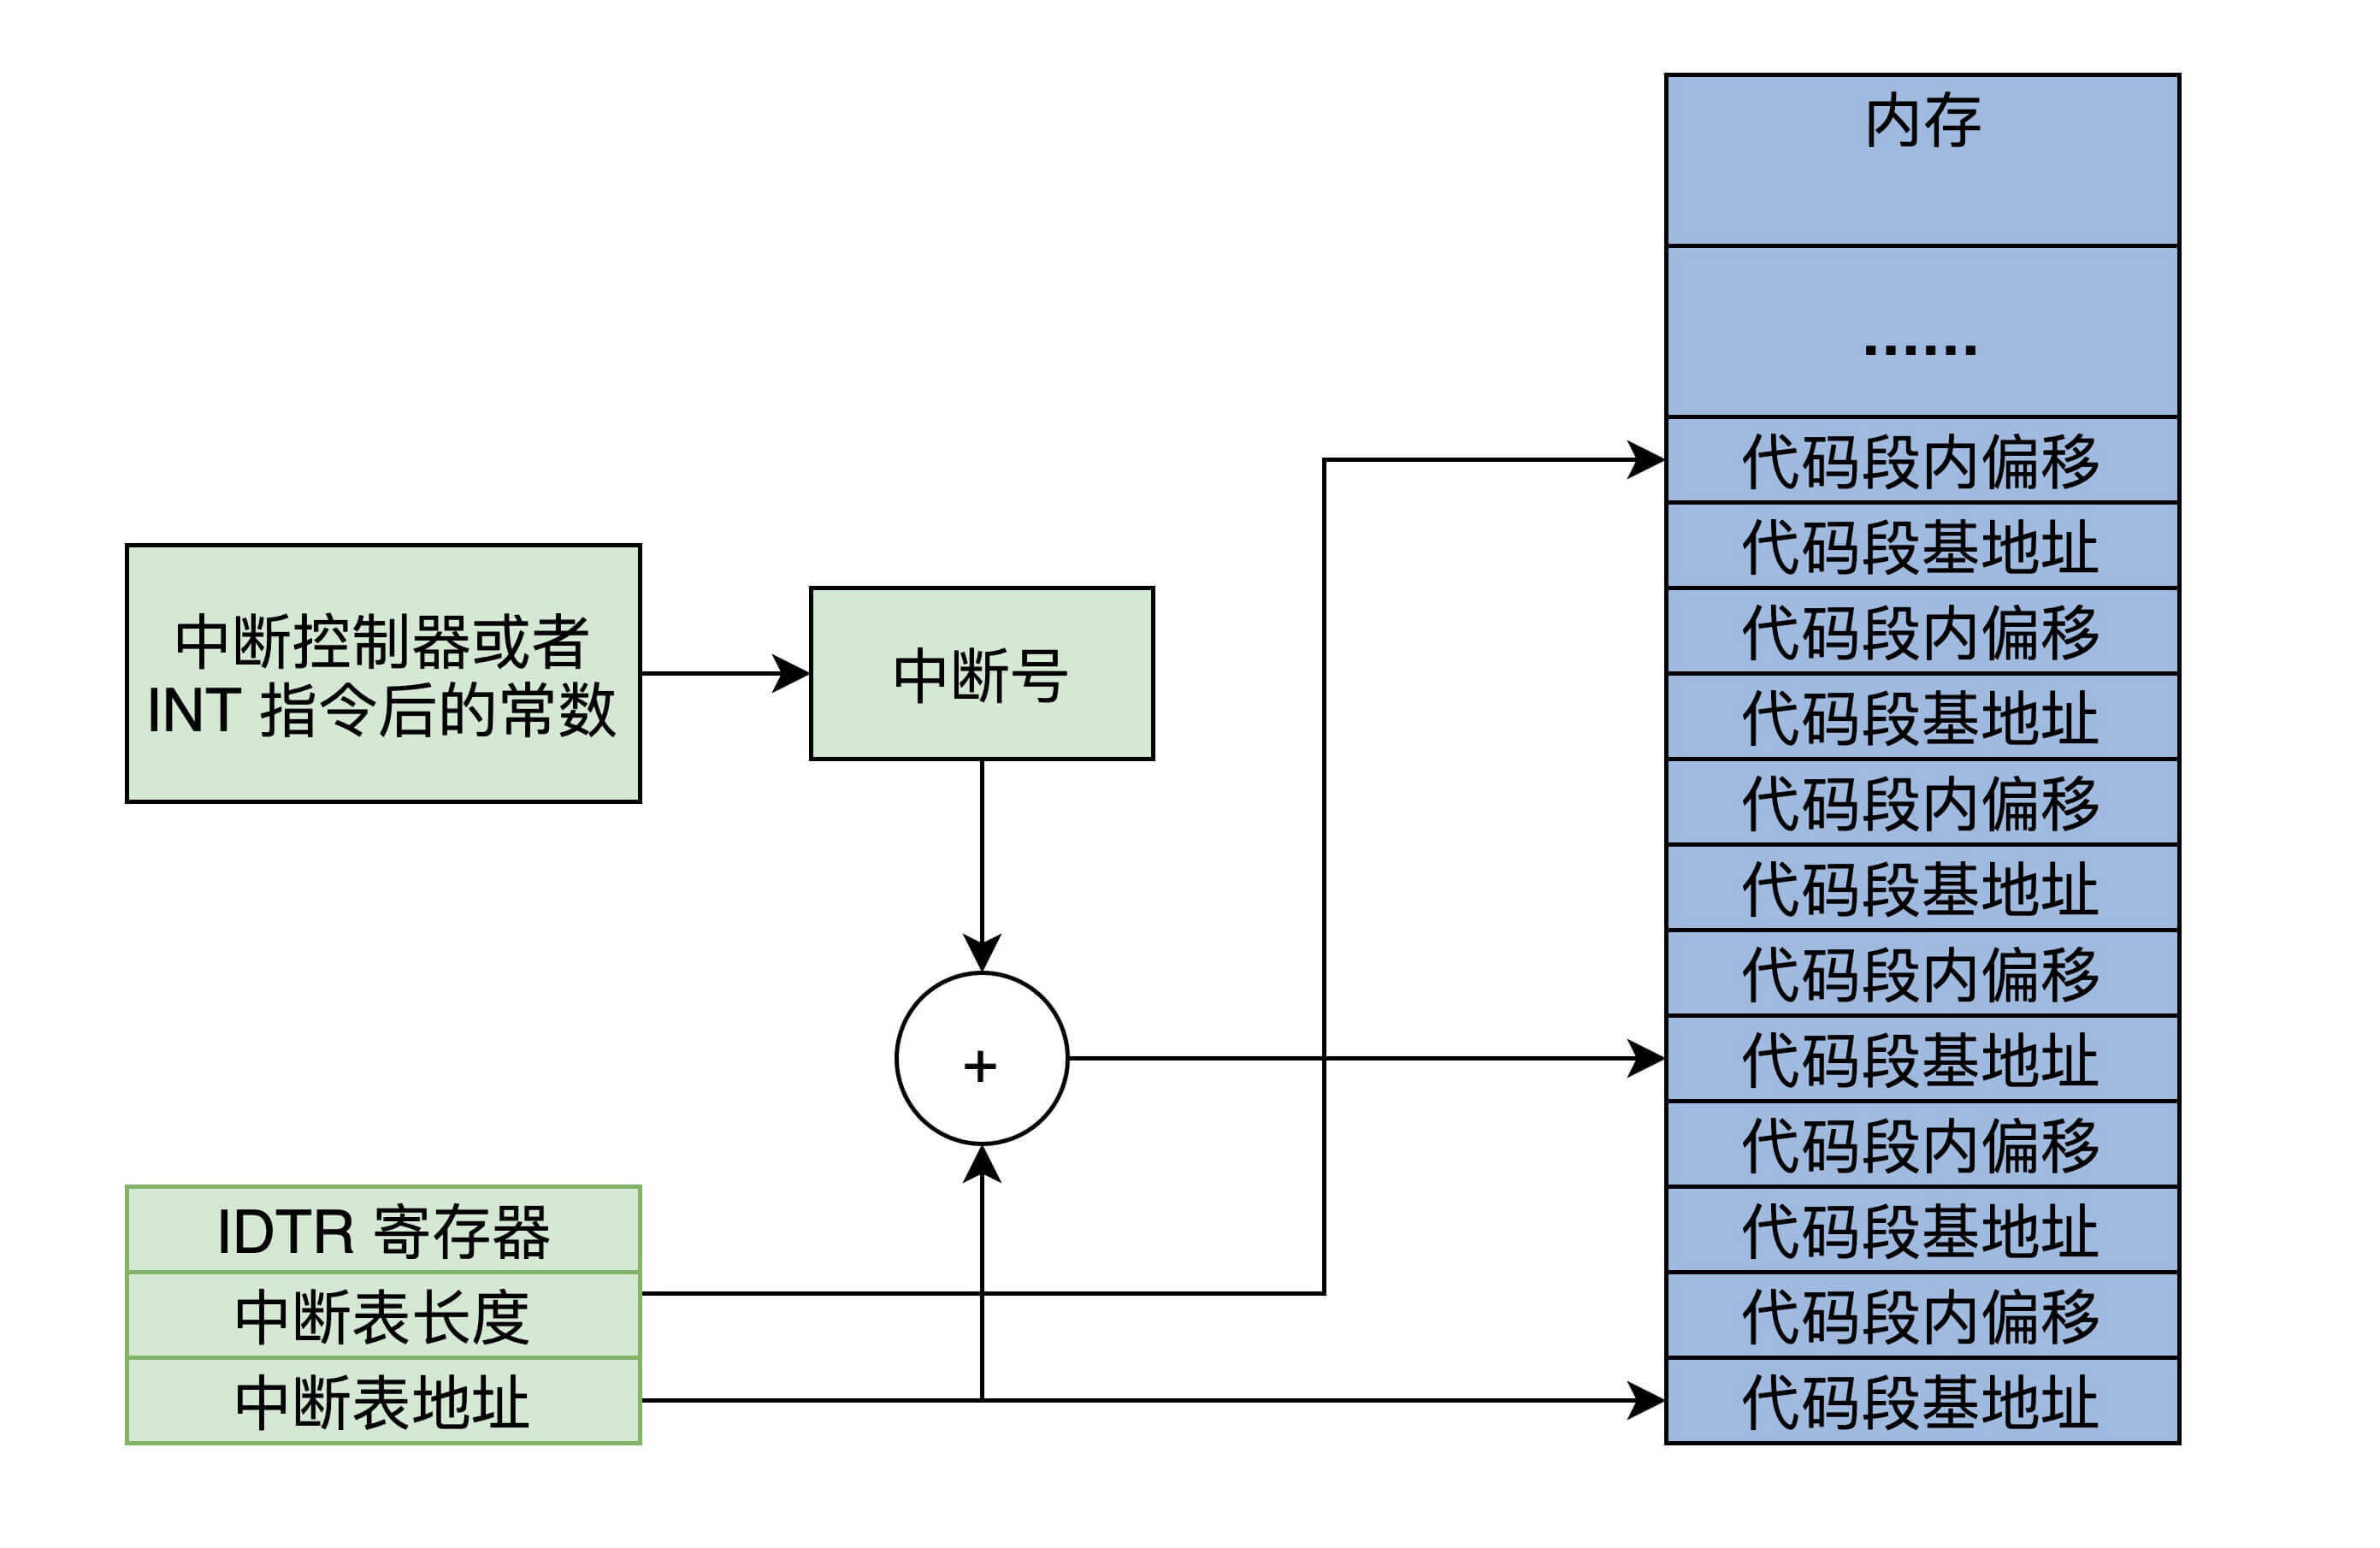 内存
······
代码段内偏移
代码段基地址
代码段内偏移
代码段基地址
代码段内偏移
代码段基地址
代码段内偏移
代码段基地址
代码段内偏移
代码段基地址
代码段内偏移
代码段基地址
中断控制器或者
INT 指令后的常数
中断号
+
IDTR 寄存器
中断表长度
中断表地址